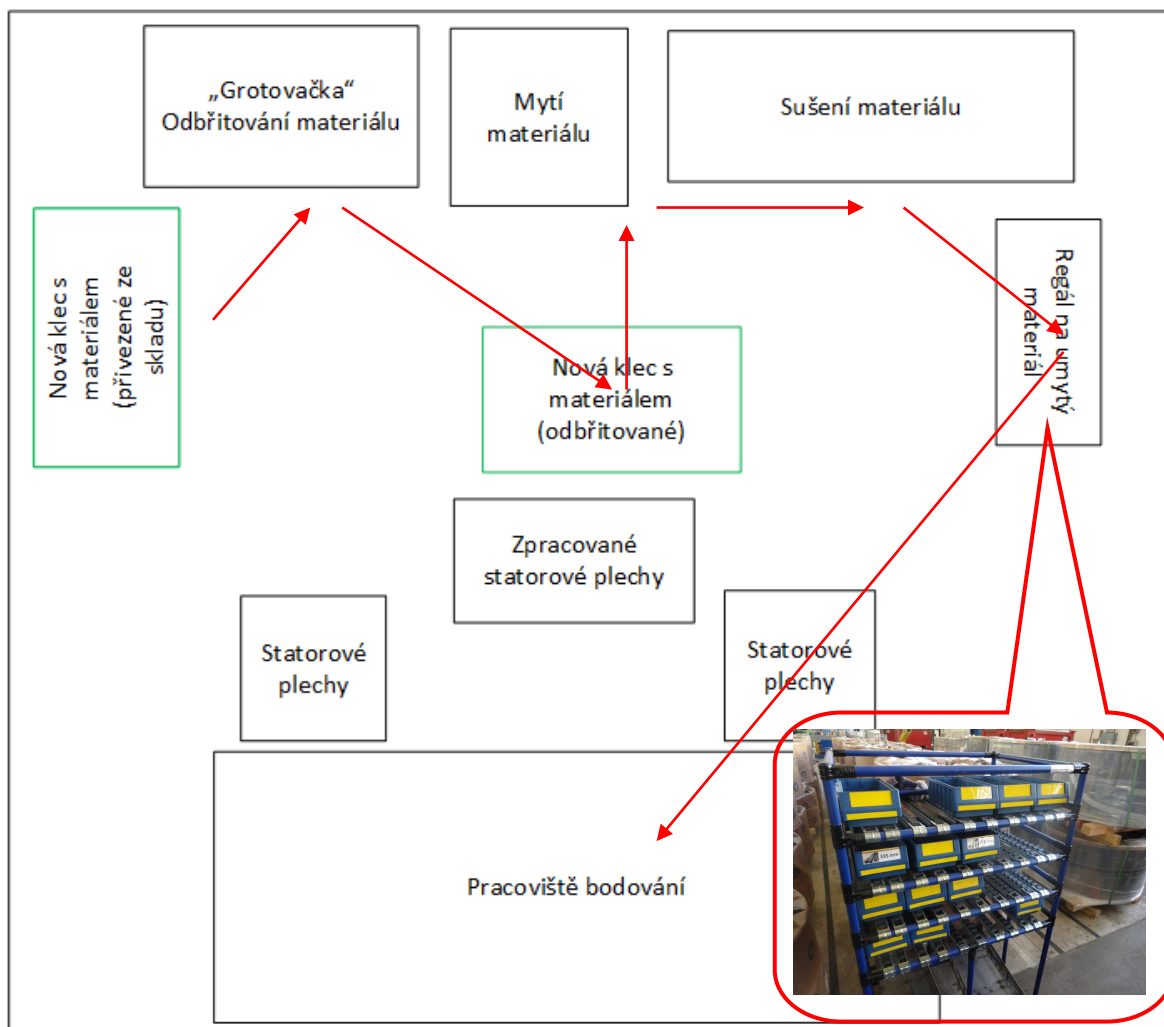 „Grotovačka“
Odbřitování materiálu
Mytí
materiálu
Sušení materiálu
Nová klec s
materiálem
(přivezené ze
skladu)
Nová klec s
materiálem
(odbřitované)
Regál na umytý
materiál
Zpracované
statorové plechy
Statorové
plechy
Statorové
plechy
Pracoviště bodování